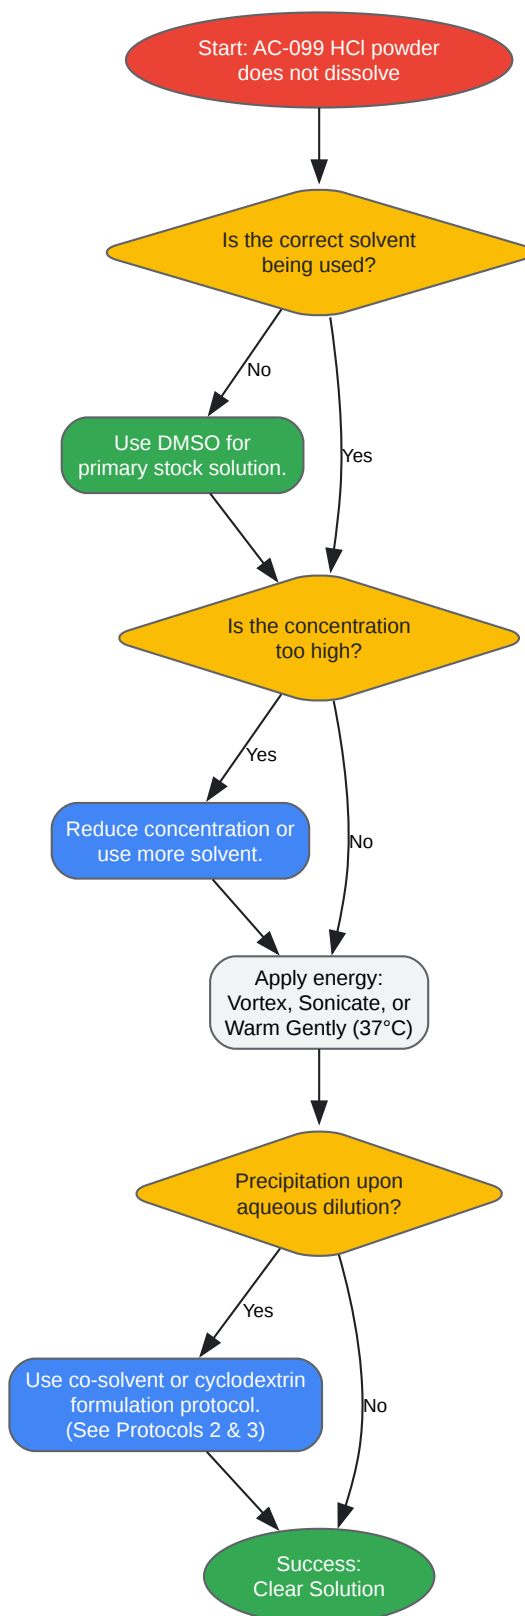 Start: AC-099 HCl powder
does not dissolve
Is the correct solvent
being used?
No
Yes
Use DMSO for
primary stock solution.
Is the concentration
too high?
Yes
No
Reduce concentration or
use more solvent.
Apply energy:
Vortex, Sonicate, or
Warm Gently (37°C)
Precipitation upon
aqueous dilution?
Yes
No
Use co-solvent or cyclodextrin
formulation protocol.
(See Protocols 2 & 3)
Success:
Clear Solution